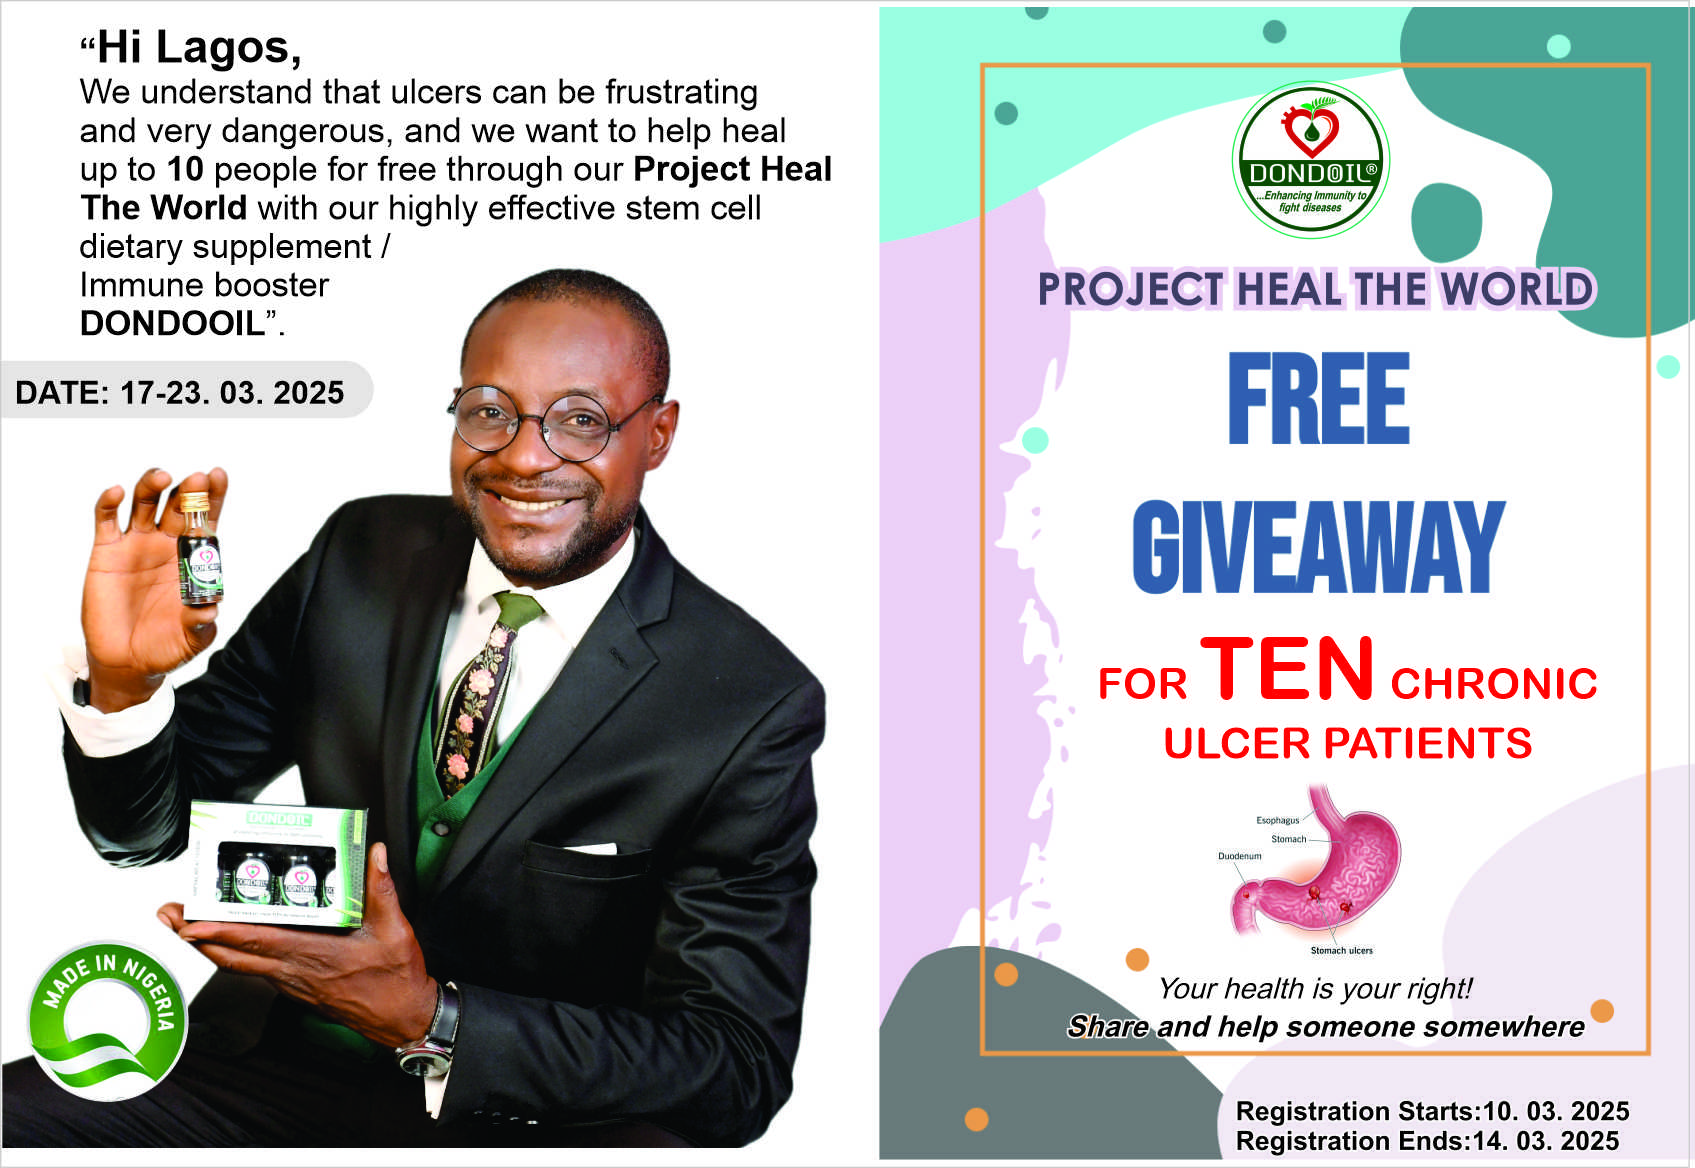 “Hi Lagos,
We understand that ulcers can be frustrating
and very dangerous, and we want to help heal
up to 10 people for free through our Project Heal
The World with our highly effective stem cell
dietary supplement /
Immune booster
DONDOOIL”.
DATE: 17-23. 03. 2025
DONDOIL
DONDOIL
DONDOIL
MADE IN NIGERIA
DONDOIL®
...Enhancing Immunity to
fight diseases
PROJECT HEAL THE WORLD
FREE
GIVEAWAY
FOR TEN CHRONIC
ULCER PATIENTS
Esophagus
Stomach
Duodenum
Stomach ulcers
Your health is your right!
Share and help someone somewhere
Registration Starts:10. 03. 2025
Registration Ends:14. 03. 2025